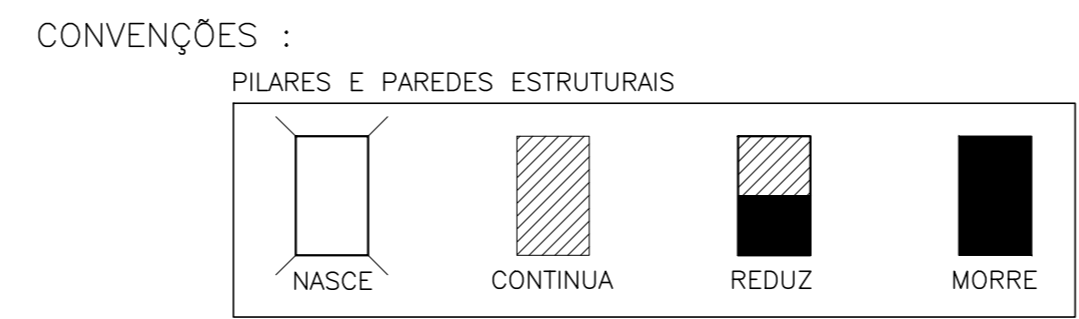 CONVENÇÕES :
PILARES E PAREDES ESTRUTURAIS
NASCE CONTINUA REDUZ MORRE